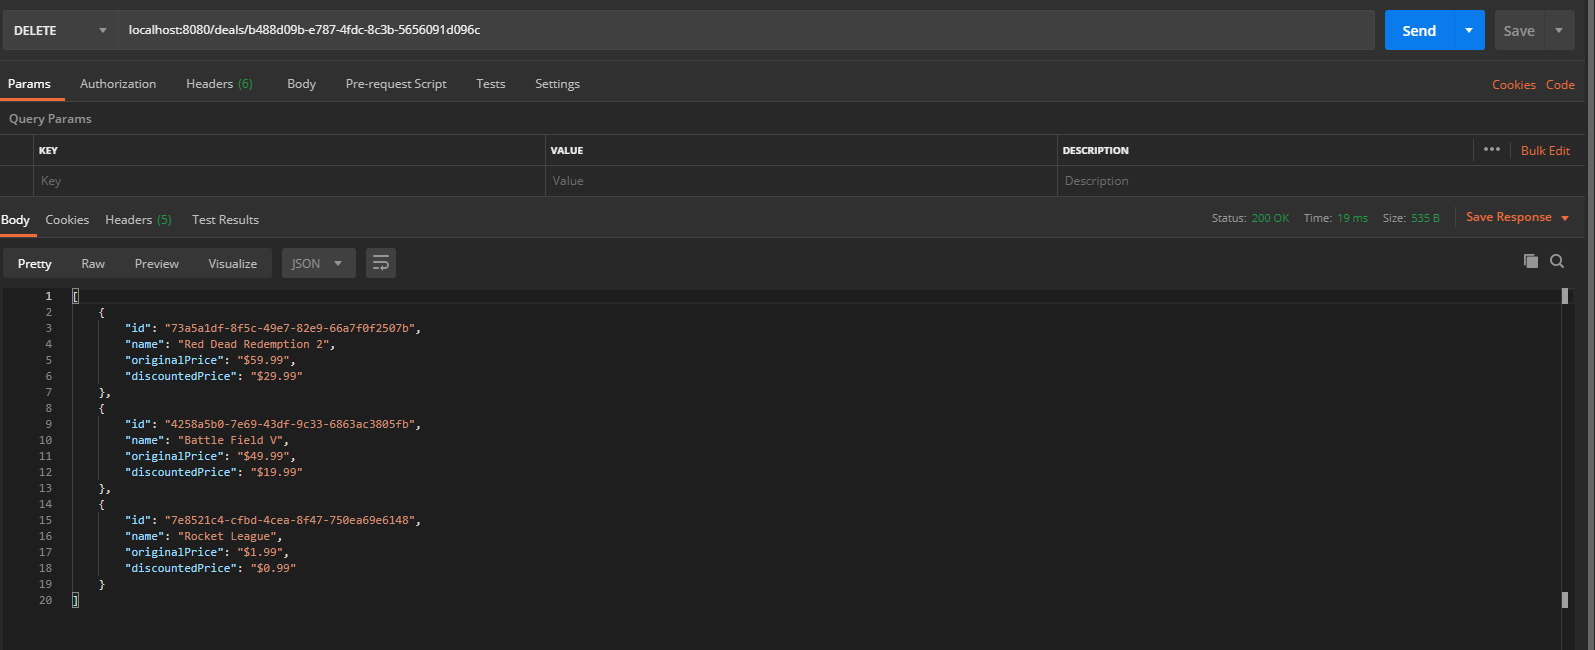 DELETE localhost:8080/deals/b488d09b-e787-4fdc-8c3b-5656091d096c Send Save
Params Authorization Headers (6) Body Pre-request Script Tests Settings Cookies Code
Query Params
KEY VALUE DESCRIPTION ••• Bulk Edit
Key Value Description
Body Cookies Headers (5) Test Results Status: 200 OK Time: 19 ms Size: 535 B Save Response
Pretty Raw Preview Visualize JSON
1 [
2 {
3 "id": "73a5a1df-8f5c-49e7-82e9-66a7f0f2507b",
4 "name": "Red Dead Redemption 2",
5 "originalPrice": "$59.99",
6 "discountedPrice": "$29.99"
7 },
8 {
9 "id": "4258a5b0-7e69-43df-9c33-6863ac3805fb",
10 "name": "Battle Field V",
11 "originalPrice": "$49.99",
12 "discountedPrice": "$19.99"
13 },
14 {
15 "id": "7e8521c4-cfbd-4cea-8f47-750ea69e6148",
16 "name": "Rocket League",
17 "originalPrice": "$1.99",
18 "discountedPrice": "$0.99"
19 }
20 ]